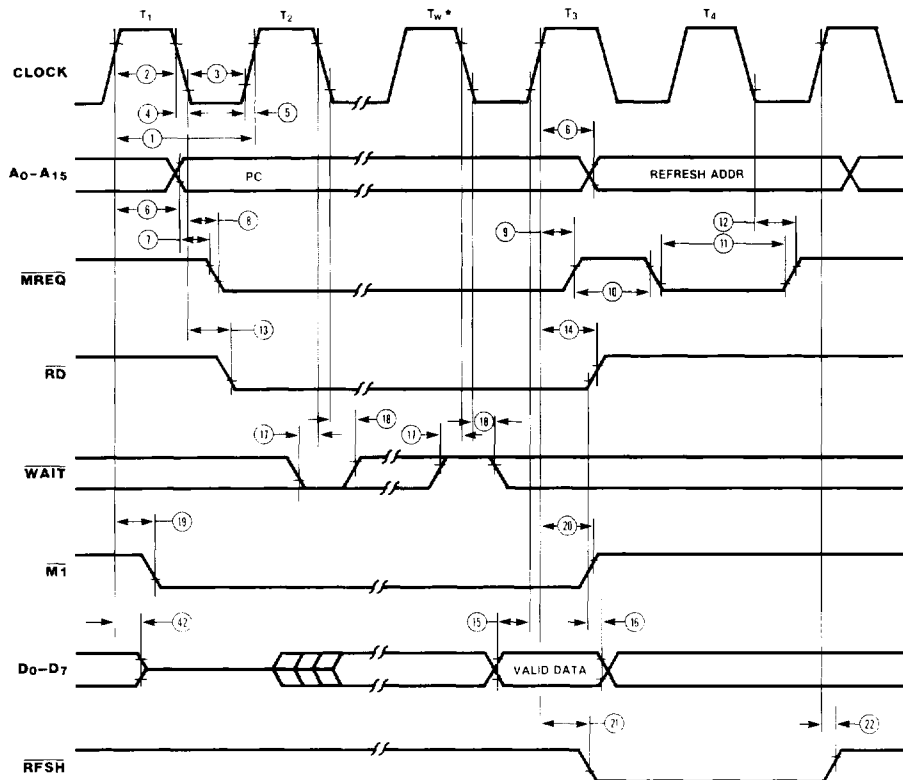 T1 T2 Tw* T3 T4
CLOCK
2 3
4 5
1
6
A0–A15
PC
REFRESH ADDR
6
8
7
9
12
11
MREQ
10
13
14
RD
17 18 17 18
WAIT
19
20
M1
42
15
16
D0–D7
VALID DATA
21
22
RFSH